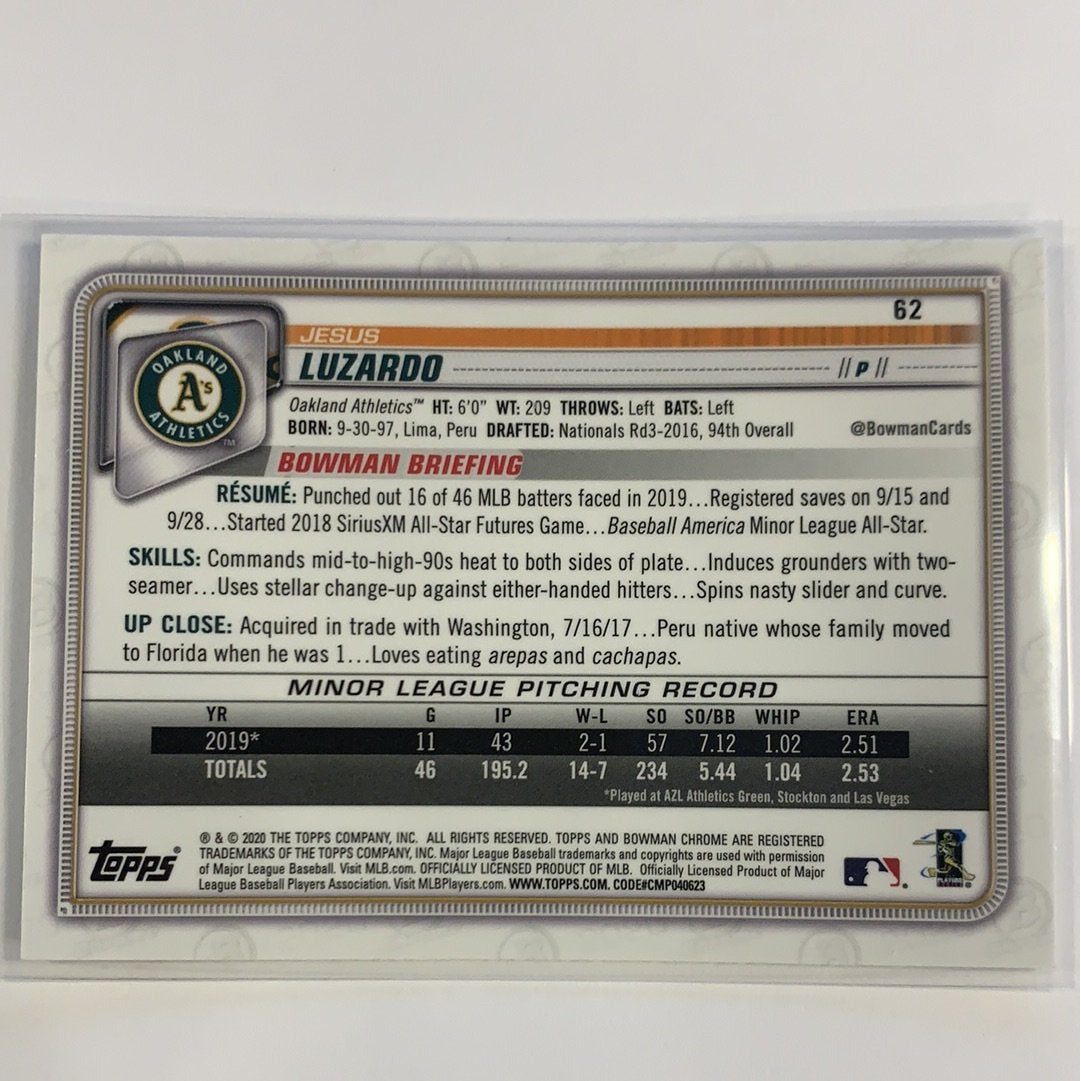 62
JESUS
LUZARDO // P //
OAKLAND
A's
ATHLETICS
TM
Oakland Athletics™ HT: 6'0" WT: 209 THROWS: Left BATS: Left
BORN: 9-30-97, Lima, Peru DRAFTED: Nationals Rd3-2016, 94th Overall @BowmanCards
BOWMAN BRIEFING
RÉSUMÉ: Punched out 16 of 46 MLB batters faced in 2019...Registered saves on 9/15 and
9/28...Started 2018 SiriusXM All-Star Futures Game...Baseball America Minor League All-Star.
SKILLS: Commands mid-to-high-90s heat to both sides of plate...Induces grounders with two-
seamer...Uses stellar change-up against either-handed hitters...Spins nasty slider and curve.
UP CLOSE: Acquired in trade with Washington, 7/16/17...Peru native whose family moved
to Florida when he was 1...Loves eating arepas and cachapas.
MINOR LEAGUE PITCHING RECORD
YR G IP W-L SO SO/BB WHIP ERA
2019* 11 43 2-1 57 7.12 1.02 2.51
TOTALS 46 195.2 14-7 234 5.44 1.04 2.53
*Played at AZL Athletics Green, Stockton and Las Vegas
Topps®
® & © 2020 THE TOPPS COMPANY, INC. ALL RIGHTS RESERVED. TOPPS AND BOWMAN CHROME ARE REGISTERED
TRADEMARKS OF THE TOPPS COMPANY, INC. Major League Baseball trademarks and copyrights are used with permission
of Major League Baseball. Visit MLB.com. OFFICIALLY LICENSED PRODUCT OF MLB. Officially Licensed Product of Major
League Baseball Players Association. Visit MLBPlayers.com. WWW.TOPPS.COM. CODE#CMP040623